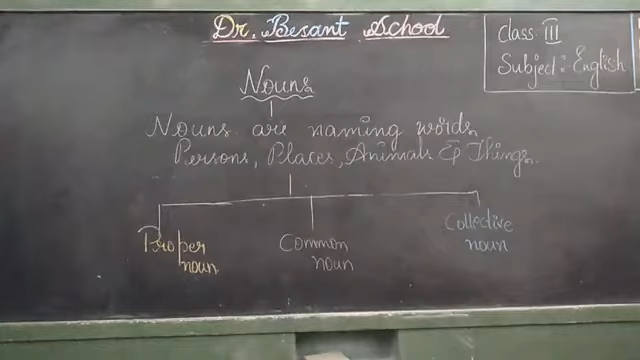 Dr. Besant School
Class: III
Subject: English
Nouns
Nouns are naming words
Persons, Places, Animals & Things.
Proper
noun
Common
noun
Collective
noun